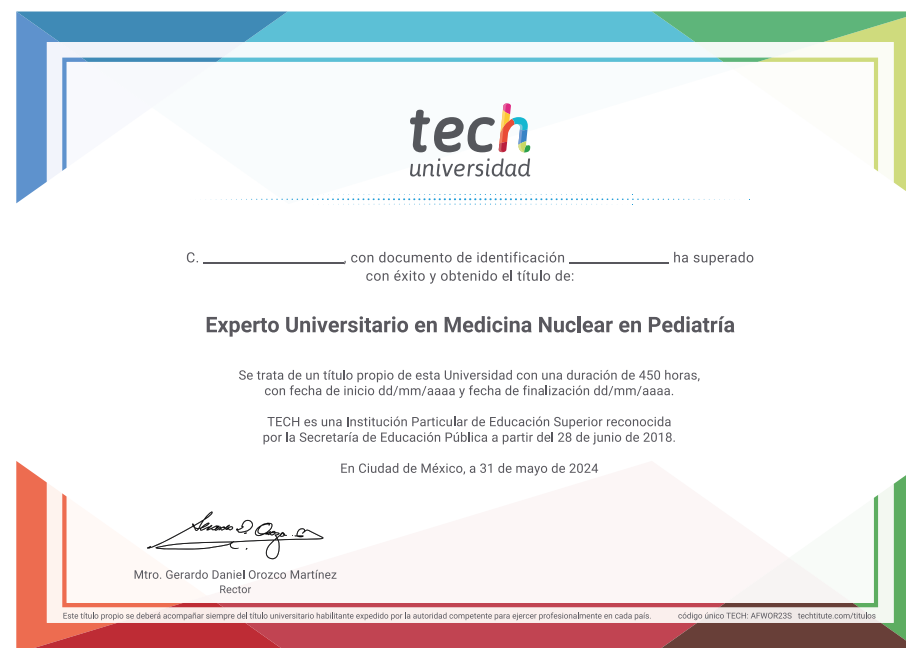 tech
universidad
C. ____________, con documento de identificación ____________ ha superado
con éxito y obtenido el título de:
Experto Universitario en Medicina Nuclear en Pediatría
Se trata de un título propio de esta Universidad con una duración de 450 horas,
con fecha de inicio dd/mm/aaaa y fecha de finalización dd/mm/aaaa.
TECH es una Institución Particular de Educación Superior reconocida
por la Secretaría de Educación Pública a partir del 28 de junio de 2018.
En Ciudad de México, a 31 de mayo de 2024
Mtro. Gerardo Daniel Orozco Martínez
Rector
Este título propio se deberá acompañar siempre del título universitario habilitante expedido por la autoridad competente para ejercer profesionalmente en cada país. código único TECH: AFWOR23S techtitute.com/titulos